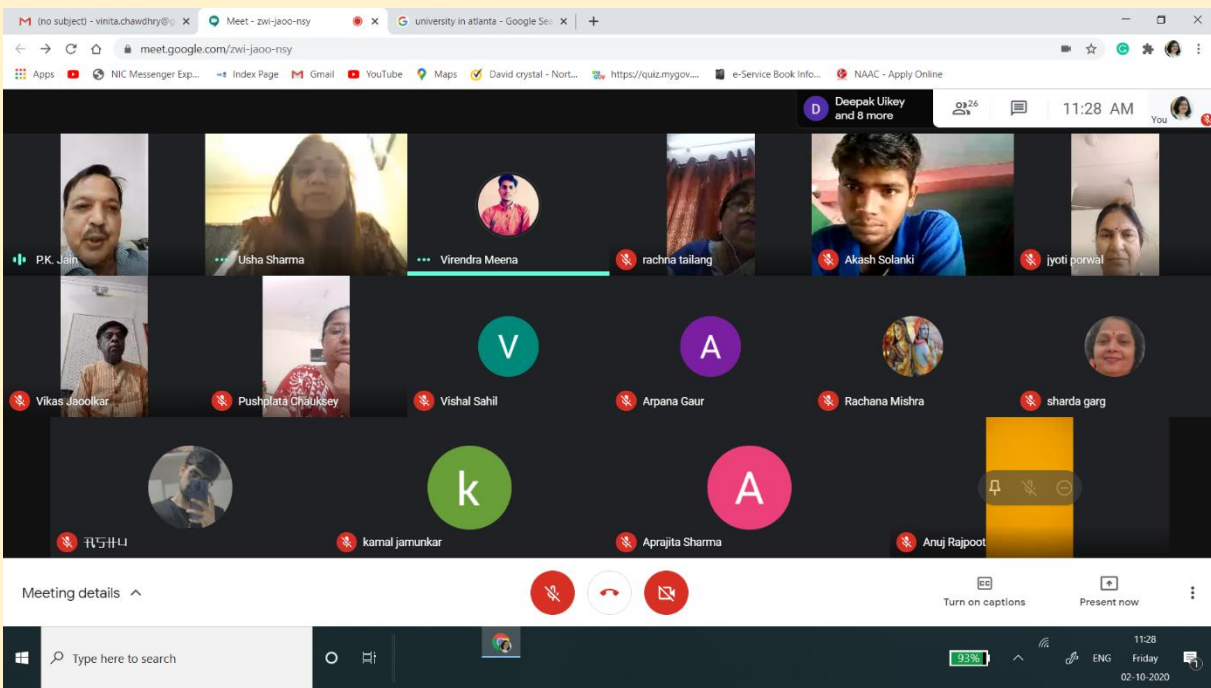 (no subject) - vinita.chawdhry@g
Meet - zwi-jaoo-nsy
university in atlanta - Google Sea
meet.google.com/zwi-jaoo-nsy
Apps
NIC Messenger Exp...
Index Page
Gmail
YouTube
Maps
David crystal - Nort...
https://quiz.mygov....
e-Service Book Info...
NAAC - Apply Online
D
Deepak Uikey
and 8 more
26
11:28 AM
You
P.K. Jain
Usha Sharma
Virendra Meena
rachna tailang
Akash Solanki
jyoti porwal
Vikas Jaoolkar
Pushplata Chauksey
V
Vishal Sahil
A
Arpana Gaur
Rachana Mishra
sharda garg
k
kamal jamunkar
A
Aprajita Sharma
Anuj Rajpoot
Meeting details
CC
Turn on captions
Present now
Type here to search
93%
ENG
11:28
Friday
02-10-2020
1